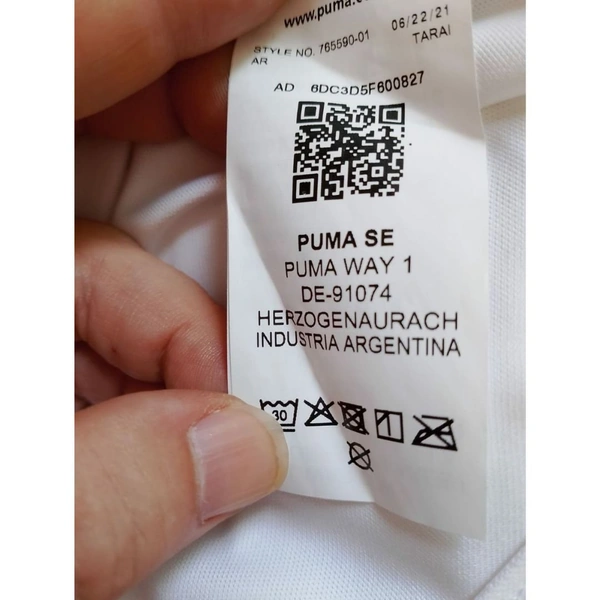 www.puma.c
06/22/21
STYLE NO. 765590-01
TARAI
AR
AD 6DC3D5F600827
PUMA SE
PUMA WAY 1
DE-91074
HERZOGENAURACH
INDUSTRIA ARGENTINA
30